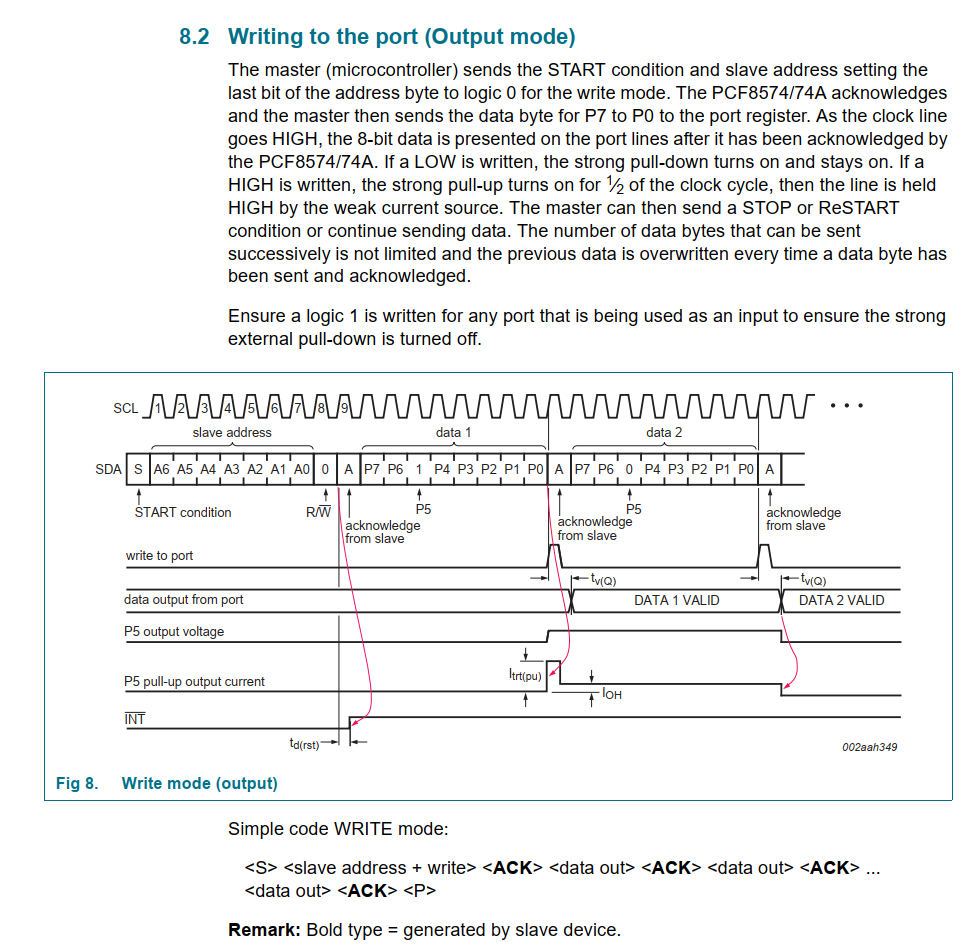 8.2 Writing to the port (Output mode)
The master (microcontroller) sends the START condition and slave address setting the
last bit of the address byte to logic 0 for the write mode. The PCF8574/74A acknowledges
and the master then sends the data byte for P7 to P0 to the port register. As the clock line
goes HIGH, the 8-bit data is presented on the port lines after it has been acknowledged by
the PCF8574/74A. If a LOW is written, the strong pull-down turns on and stays on. If a
HIGH is written, the strong pull-up turns on for ½ of the clock cycle, then the line is held
HIGH by the weak current source. The master can then send a STOP or ReSTART
condition or continue sending data. The number of data bytes that can be sent
successively is not limited and the previous data is overwritten every time a data byte has
been sent and acknowledged.
Ensure a logic 1 is written for any port that is being used as an input to ensure the strong
external pull-down is turned off.
SCL 1 2 3 4 5 6 7 8 9 • • •
slave address data 1 data 2
SDA S A6 A5 A4 A3 A2 A1 A0 0 A P7 P6 1 P4 P3 P2 P1 P0 A P7 P6 0 P4 P3 P2 P1 P0 A
START condition R/W̅ acknowledge from slave P5 acknowledge from slave P5 acknowledge from slave
write to port
tv(Q) tv(Q)
data output from port DATA 1 VALID DATA 2 VALID
P5 output voltage
Itrt(pu)
P5 pull-up output current IOH
I̅N̅T̅
td(rst) 002aah349
Fig 8. Write mode (output)
Simple code WRITE mode:
<S> <slave address + write> <ACK> <data out> <ACK> <data out> <ACK> ...
<data out> <ACK> <P>
Remark: Bold type = generated by slave device.